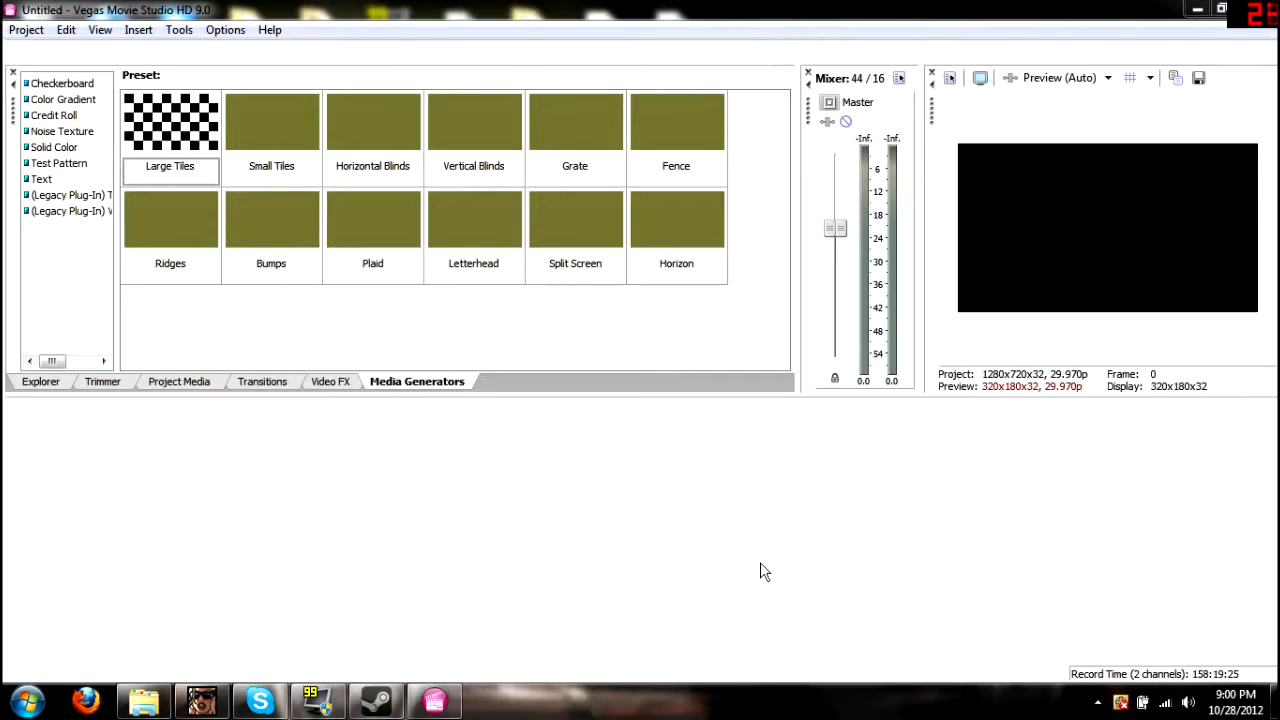 Untitled - Vegas Movie Studio HD 9.0
28
Project Edit View Insert Tools Options Help
Checkerboard
Color Gradient
Credit Roll
Noise Texture
Solid Color
Test Pattern
Text
(Legacy Plug-In) T
(Legacy Plug-In)
Preset:
Large Tiles Small Tiles Horizontal Blinds Vertical Blinds Grate Fence
Ridges Bumps Plaid Letterhead Split Screen Horizon
Explorer Trimmer Project Media Transitions Video FX Media Generators
Mixer: 44 / 16
Master
-Inf. -Inf.
6
12
18
24
30
36
42
48
54
0.0 0.0
Preview (Auto)
Project: 1280x720x32, 29.970p Frame: 0
Preview: 320x180x32, 29.970p Display: 320x180x32
Record Time (2 channels): 158:19:25
99
9:00 PM
10/28/2012